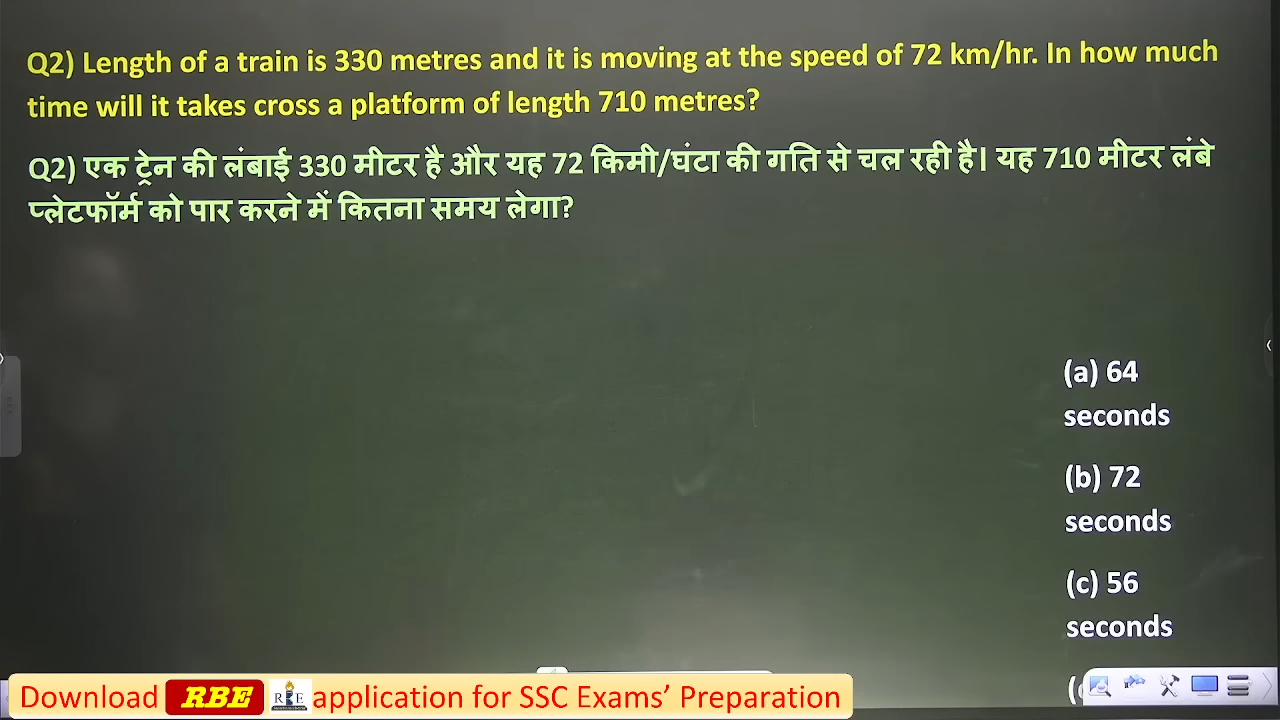 Q2) Length of a train is 330 metres and it is moving at the speed of 72 km/hr. In how much
time will it takes cross a platform of length 710 metres?
Q2) एक ट्रेन की लंबाई 330 मीटर है और यह 72 किमी/घंटा की गति से चल रही है। यह 710 मीटर लंबे
प्लेटफॉर्म को पार करने में कितना समय लेगा?
(a) 64
seconds
(b) 72
seconds
(c) 56
seconds
Download RBE RBE application for SSC Exams’ Preparation